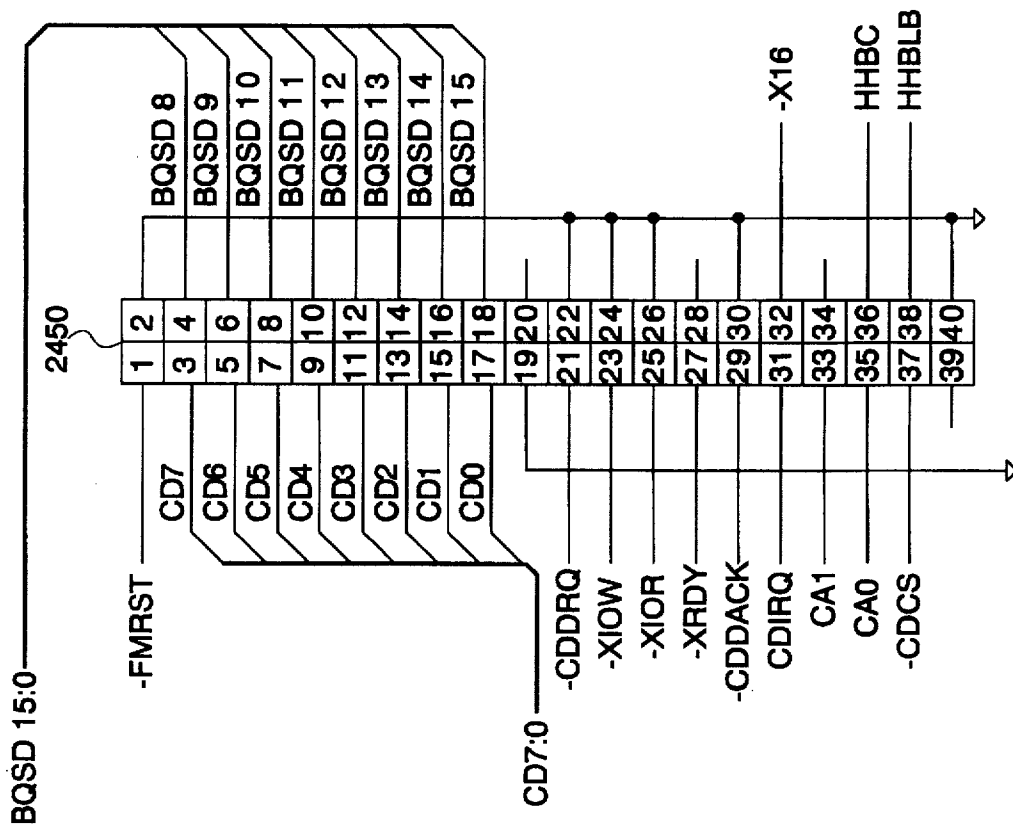 BQSD 15:0
2450
BQSD 8
BQSD 9
BQSD 10
BQSD 11
BQSD 12
BQSD 13
BQSD 14
BQSD 15
-FMRST
CD7
CD6
CD5
CD4
CD3
CD2
CD1
CD0
CD7:0
1 2
3 4
5 6
7 8
9 10
11 12
13 14
15 16
17 18
19 20
21 22
23 24
25 26
27 28
29 30
31 32
33 34
35 36
37 38
39 40
-CDDRQ
-XIOW
-XIOR
-XRDY
-CDDACK
CDIRQ
CA1
CA0
-CDCS
-X16
HHBC
HHBLB